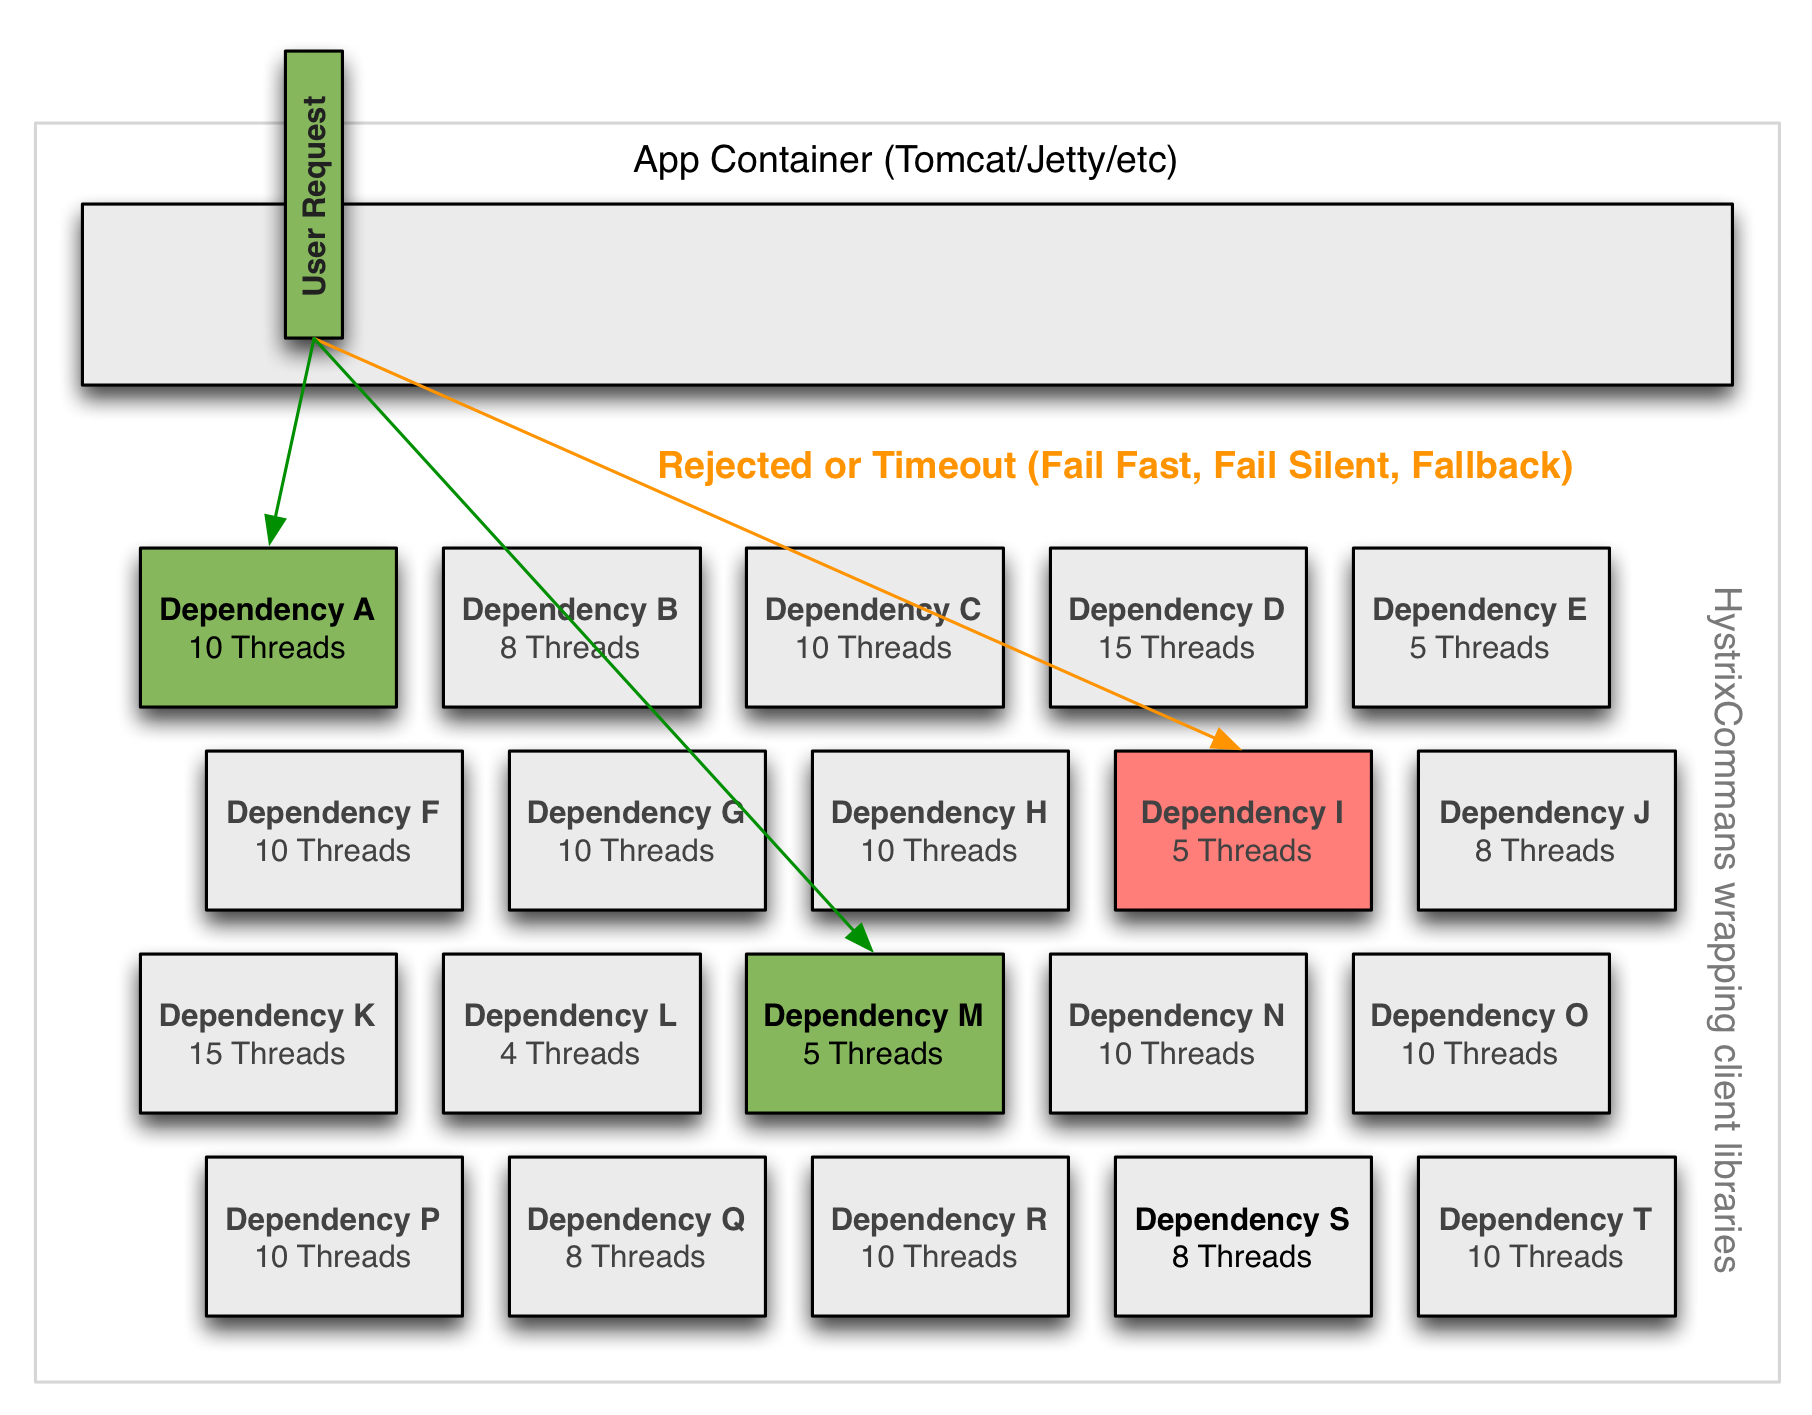 User Request
App Container (Tomcat/Jetty/etc)
Rejected or Timeout (Fail Fast, Fail Silent, Fallback)
Dependency A
10 Threads
Dependency B
8 Threads
Dependency C
10 Threads
Dependency D
15 Threads
Dependency E
5 Threads
Dependency F
10 Threads
Dependency G
10 Threads
Dependency H
10 Threads
Dependency I
5 Threads
Dependency J
8 Threads
Dependency K
15 Threads
Dependency L
4 Threads
Dependency M
5 Threads
Dependency N
10 Threads
Dependency O
10 Threads
Dependency P
10 Threads
Dependency Q
8 Threads
Dependency R
10 Threads
Dependency S
8 Threads
Dependency T
10 Threads
HystrixCommans wrapping client libraries